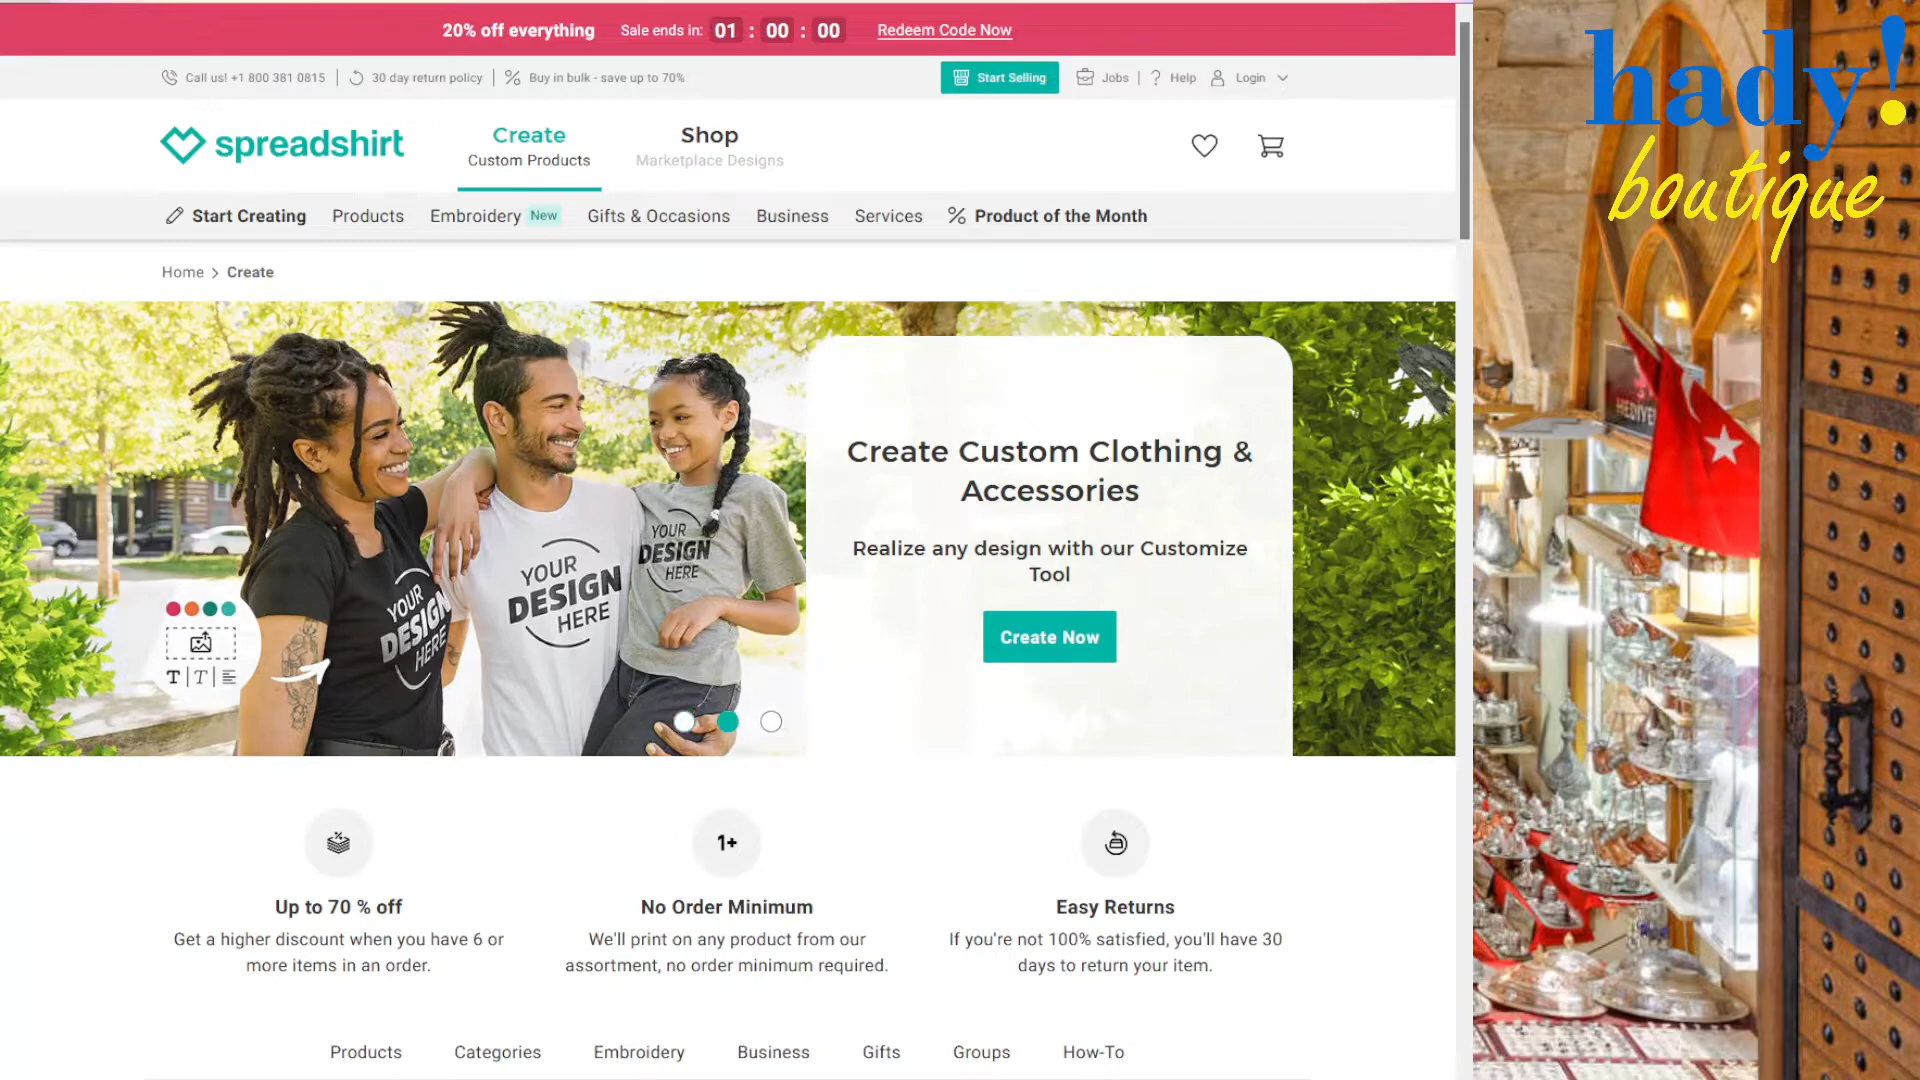 20% off everything Sale ends in: 01 : 00 : 00 Redeem Code Now
Call us! +1 800 381 0815 | 30 day return policy | Buy in bulk - save up to 70% Start Selling Jobs | Help Login
spreadshirt
Create
Custom Products
Shop
Marketplace Designs
Start Creating Products Embroidery New Gifts & Occasions Business Services Product of the Month
Home > Create
YOUR
DESIGN
HERE
YOUR
DESIGN
HERE
YOUR
DESIGN
HERE
T | T |
Create Custom Clothing &
Accessories
Realize any design with our Customize
Tool
Create Now
Up to 70 % off
Get a higher discount when you have 6 or
more items in an order.
1+
No Order Minimum
We'll print on any product from our
assortment, no order minimum required.
Easy Returns
If you're not 100% satisfied, you'll have 30
days to return your item.
Products Categories Embroidery Business Gifts Groups How-To
hady!
boutique